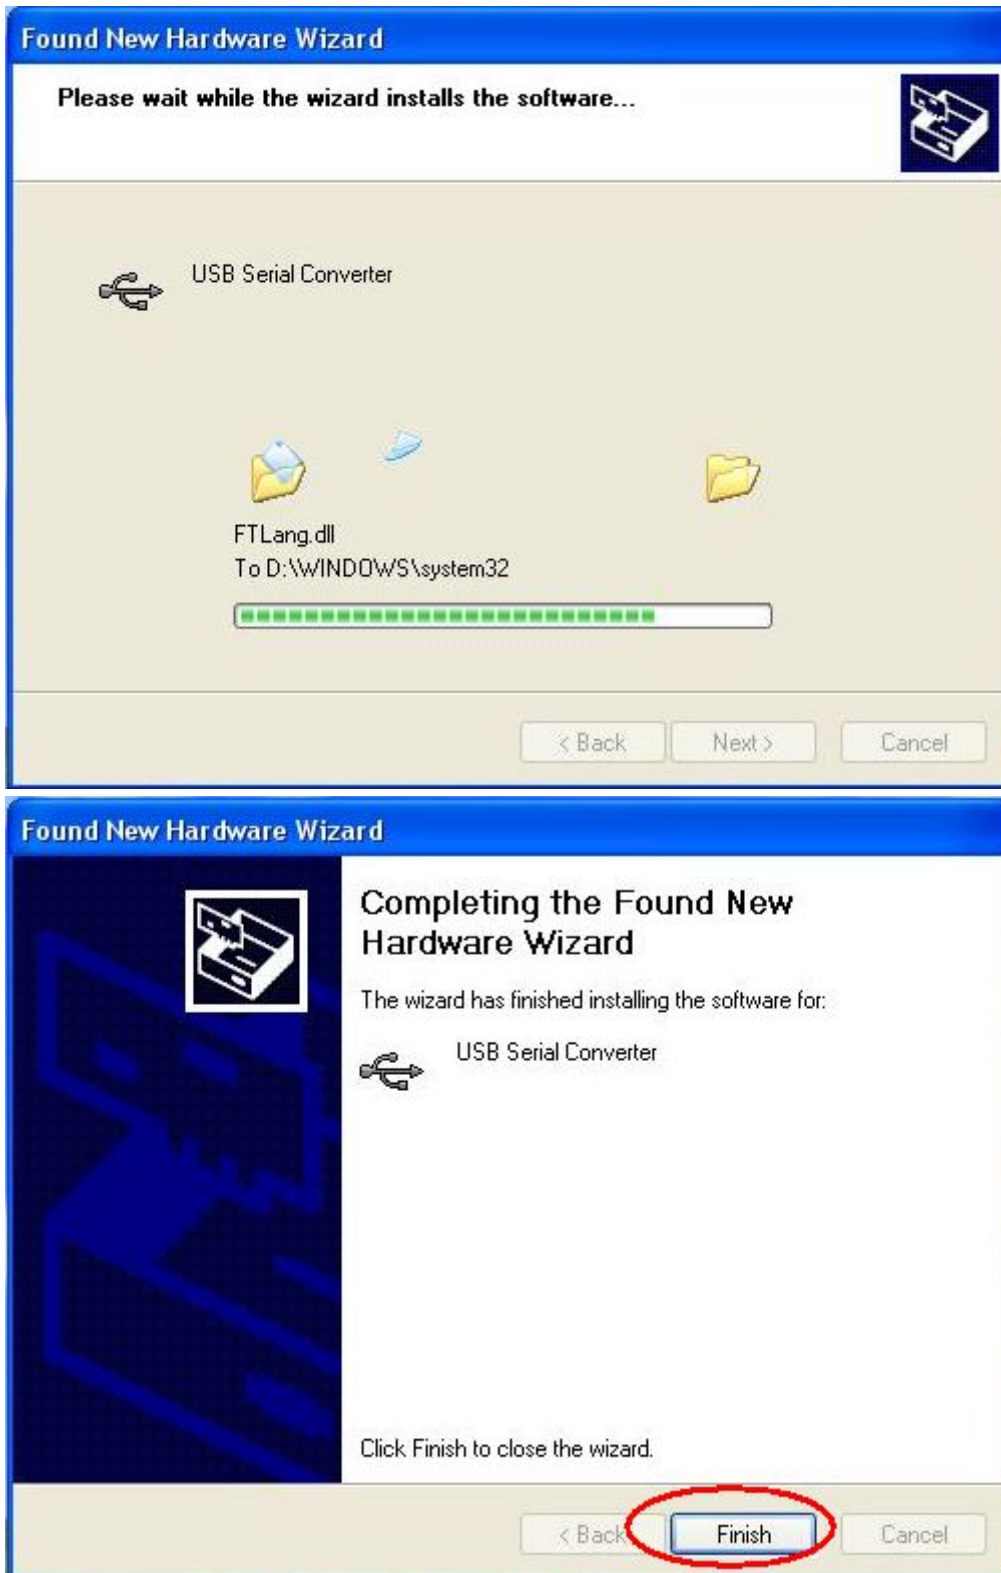 Found New Hardware Wizard
Please wait while the wizard installs the software...
USB Serial Converter
FTLang.dll
To D:\WINDOWS\system32
< Back Next > Cancel
Found New Hardware Wizard
Completing the Found New
Hardware Wizard
The wizard has finished installing the software for:
USB Serial Converter
Click Finish to close the wizard.
< Back Finish Cancel